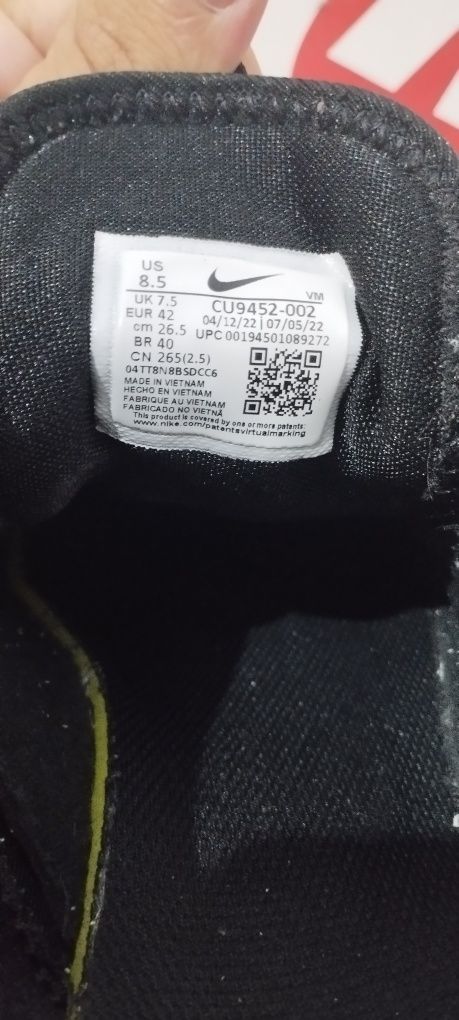 US
8.5
VM
UK 7.5
CU9452-002
EUR 42
04/12/22 | 07/05/22
cm 26.5
UPC 00194501089272
BR 40
CN 265(2.5)
04TT8N8BSDCC6
MADE IN VIETNAM
HECHO EN VIETNAM
FABRIQUE AU VIETNAM
FABRICADO NO VIETNÃ
This product is covered by one or more patents:
www.nike.com/patentsvirtualmarking